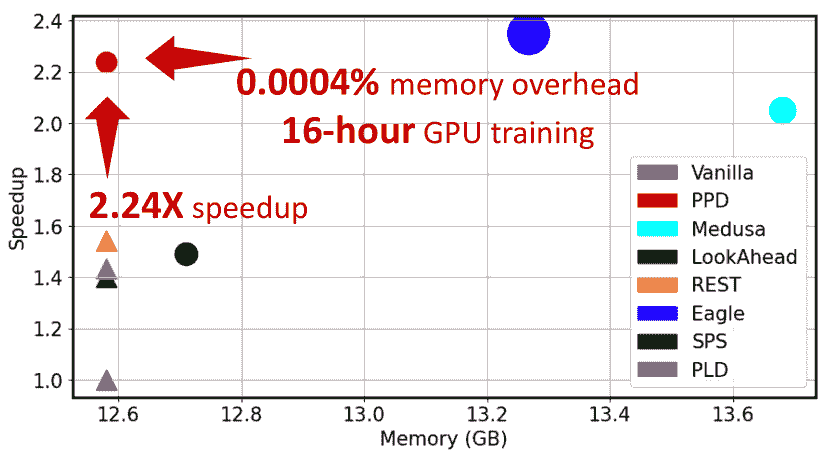 2.4
2.2
2.0
1.8
1.6
1.4
1.2
1.0
Speedup
0.0004% memory overhead
16-hour GPU training
2.24X speedup
Vanilla
PPD
Medusa
LookAhead
REST
Eagle
SPS
PLD
12.6 12.8 13.0 13.2 13.4 13.6
Memory (GB)